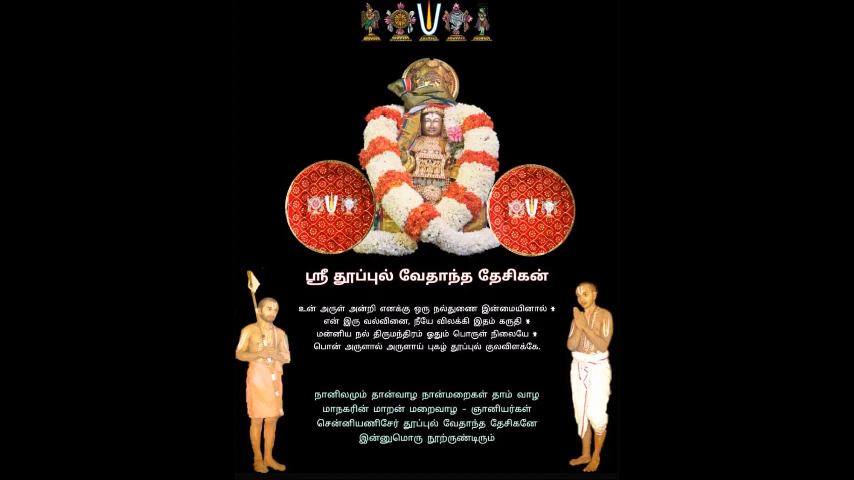 ஸ்ரீ தூப்புல் வேதாந்த தேசிகன்
உன் அருள் அன்றி எனக்கு ஒரு நல்துணை இன்மையினால் *
என் இரு வல்வினை, நீயே விலக்கி இதம் கருதி *
மன்னிய நல் திருமந்திரம் ஓதும் பொருள் நிலையே *
பொன் அருளால் அருளாய் புகழ் தூப்புல் குலவிளக்கே.
நானிலமும் தான்வாழ நான்மறைகள் தாம் வாழ
மாநகரின் மாறன் மறைவாழ - ஞானியர்கள்
சென்னியணிசேர் தூப்புல் வேதாந்த தேசிகனே
இன்னுமொரு நூற்றுண்டிரும்